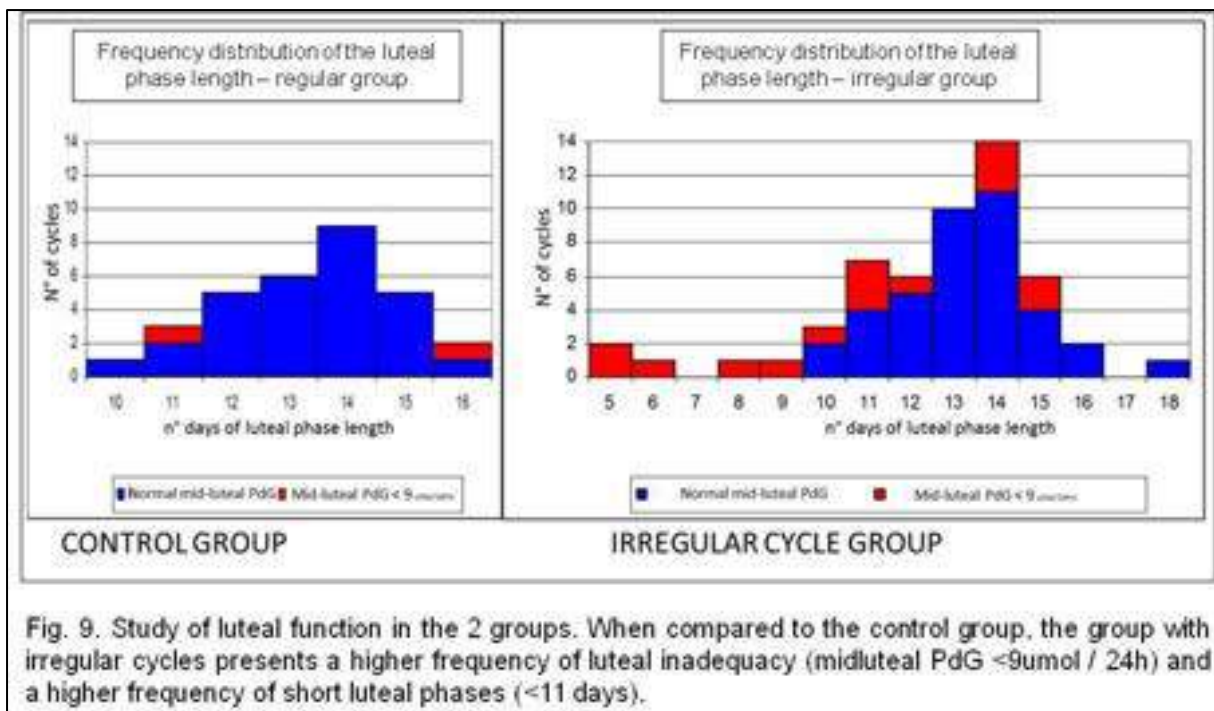 Frequency distribution of the luteal
phase length – regular group
14
12
10
8
6
4
2
0
N° of cycles
10 11 12 13 14 15 16
n° days of luteal phase length
Normal mid-luteal PdG Mid-luteal PdG < 9
CONTROL GROUP
Frequency distribution of the luteal
phase length – irregular group
14
12
10
8
6
4
2
0
N° of cycles
5 6 7 8 9 10 11 12 13 14 15 16 17 18
n° days of luteal phase length
Normal mid-luteal PdG Mid-luteal PdG < 9
IRREGULAR CYCLE GROUP
Fig. 9. Study of luteal function in the 2 groups. When compared to the control group, the group with
irregular cycles presents a higher frequency of luteal inadequacy (midluteal PdG <9umol / 24h) and
a higher frequency of short luteal phases (<11 days).